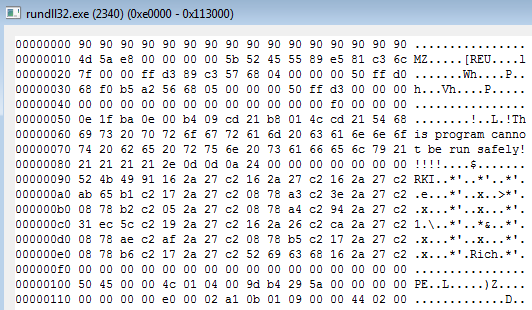 rundll32.exe (2340) (0xe0000 - 0x113000)
00000000 90 90 90 90 90 90 90 90 90 90 90 90 90 90 90 90 ................
00000010 4d 5a e8 00 00 00 00 5b 52 45 55 89 e5 81 c3 6c MZ.....[REU....l
00000020 7f 00 00 ff d3 89 c3 57 68 04 00 00 00 50 ff d0 .......Wh....P..
00000030 68 f0 b5 a2 56 68 05 00 00 00 50 ff d3 00 00 00 h...Vh....P.....
00000040 00 00 00 00 00 00 00 00 00 00 00 00 f0 00 00 00 ................
00000050 0e 1f ba 0e 00 b4 09 cd 21 b8 01 4c cd 21 54 68 ........!..L.!Th
00000060 69 73 20 70 72 6f 67 72 61 6d 20 63 61 6e 6e 6f is program canno
00000070 74 20 62 65 20 72 75 6e 20 73 61 66 65 6c 79 21 t be run safely!
00000080 21 21 21 21 2e 0d 0d 0a 24 00 00 00 00 00 00 00 !!!!....$.......
00000090 52 4b 49 91 16 2a 27 c2 16 2a 27 c2 16 2a 27 c2 RKI..*'..*'..*'.
000000a0 ab 65 b1 c2 17 2a 27 c2 08 78 a3 c2 3e 2a 27 c2 .e...*'..x..>*'.
000000b0 08 78 b2 c2 05 2a 27 c2 08 78 a4 c2 94 2a 27 c2 .x...*'..x...*'.
000000c0 31 ec 5c c2 19 2a 27 c2 16 2a 26 c2 ca 2a 27 c2 1.\..*'..*&..*'.
000000d0 08 78 ae c2 af 2a 27 c2 08 78 b5 c2 17 2a 27 c2 .x...*'..x...*'.
000000e0 08 78 b6 c2 17 2a 27 c2 52 69 63 68 16 2a 27 c2 .x...*'.Rich.*'.
000000f0 00 00 00 00 00 00 00 00 00 00 00 00 00 00 00 00 ................
00000100 50 45 00 00 4c 01 04 00 9d b4 29 5a 00 00 00 00 PE..L.....)Z....
00000110 00 00 00 00 e0 00 02 a1 0b 01 09 00 00 44 02 00 .............D..